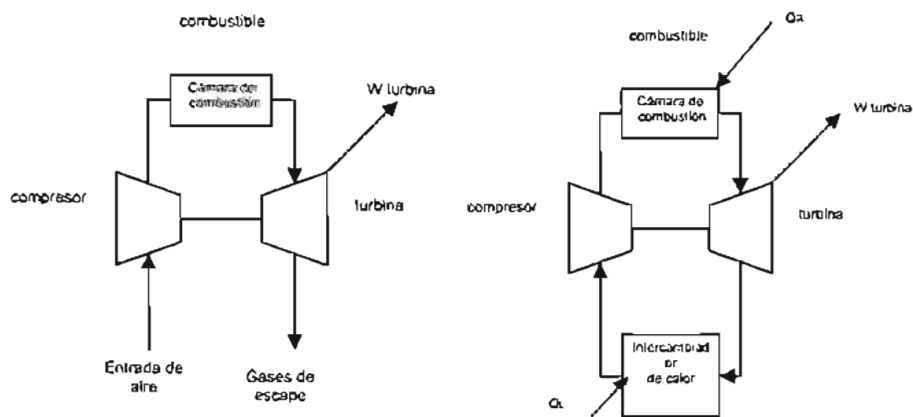 combustible
Cámara de
combustión
W turbina
compresor
turbina
Entrada de
aire
Gases de
escape
combustible
Qa
Cámara de
combustión
W turbina
compresor
turbina
Intercambiad
or
de calor